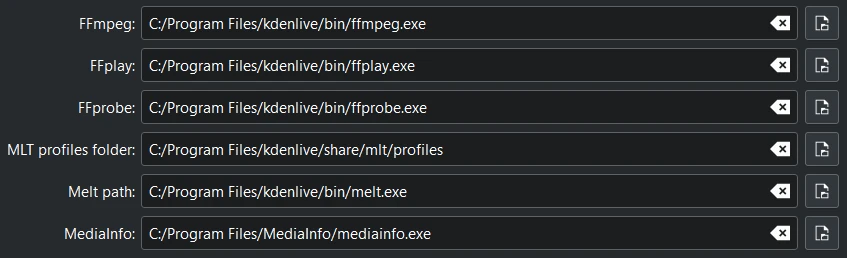 FFmpeg: C:/Program Files/kdenlive/bin/ffmpeg.exe
FFplay: C:/Program Files/kdenlive/bin/ffplay.exe
FFprobe: C:/Program Files/kdenlive/bin/ffprobe.exe
MLT profiles folder: C:/Program Files/kdenlive/share/mlt/profiles
Melt path: C:/Program Files/kdenlive/bin/melt.exe
MediaInfo: C:/Program Files/MediaInfo/mediainfo.exe